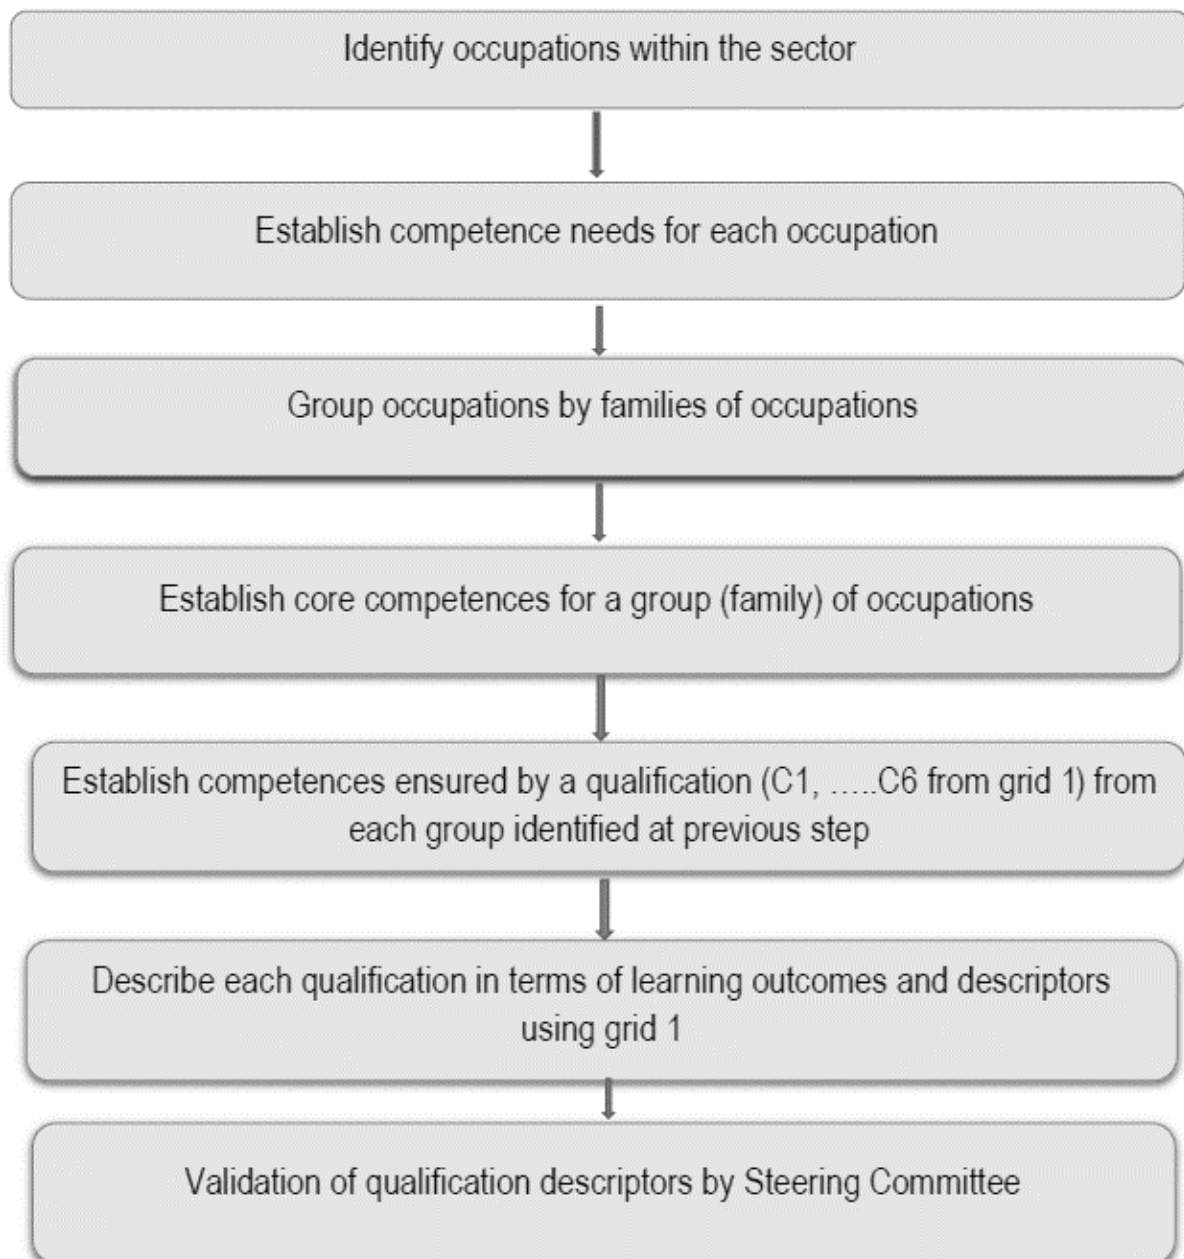 Identify occupations within the sector
Establish competence needs for each occupation
Group occupations by families of occupations
Establish core competences for a group (family) of occupations
Establish competences ensured by a qualification (C1, .....C6 from grid 1) from
each group identified at previous step
Describe each qualification in terms of learning outcomes and descriptors
using grid 1
Validation of qualification descriptors by Steering Committee